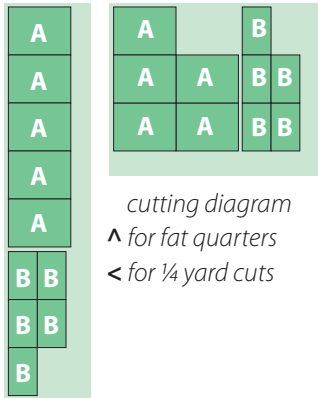 A
A
A
A
A
B B
B B
B
A B
A A B B
A A B B
cutting diagram
^ for fat quarters
< for ¼ yard cuts